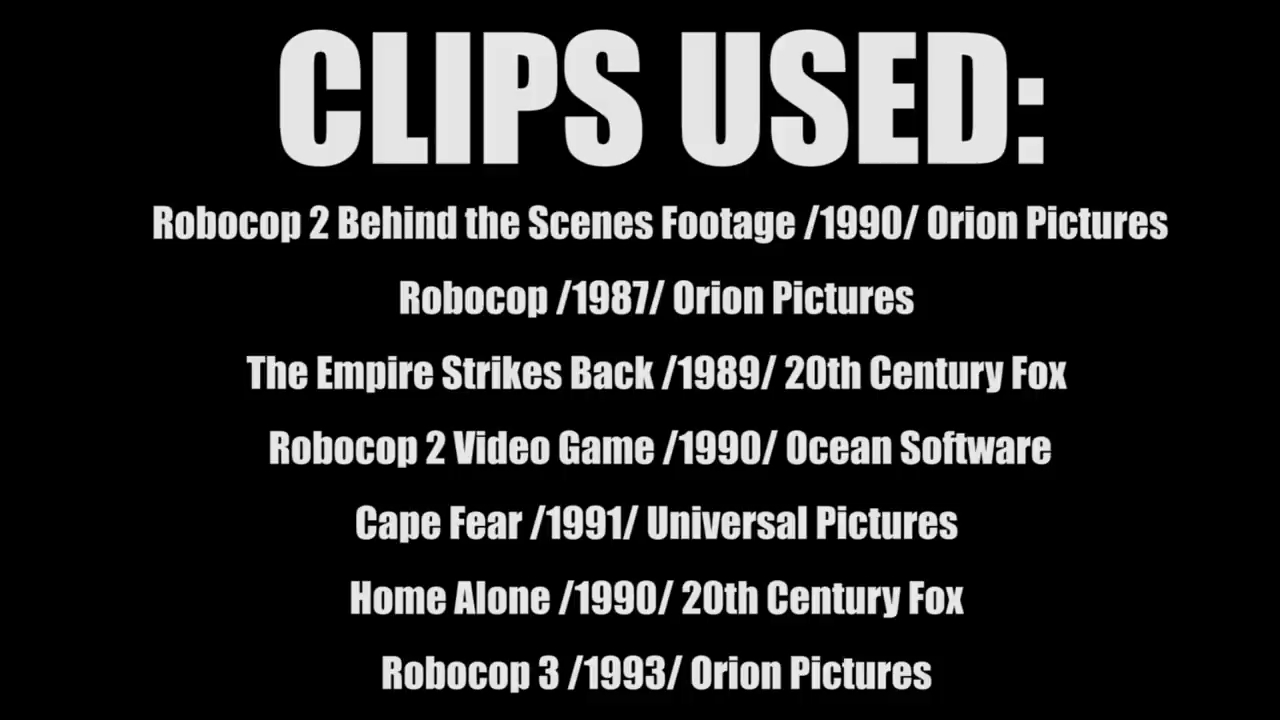 CLIPS USED:
Robocop 2 Behind the Scenes Footage /1990/ Orion Pictures
Robocop /1987/ Orion Pictures
The Empire Strikes Back /1989/ 20th Century Fox
Robocop 2 Video Game /1990/ Ocean Software
Cape Fear /1991/ Universal Pictures
Home Alone /1990/ 20th Century Fox
Robocop 3 /1993/ Orion Pictures